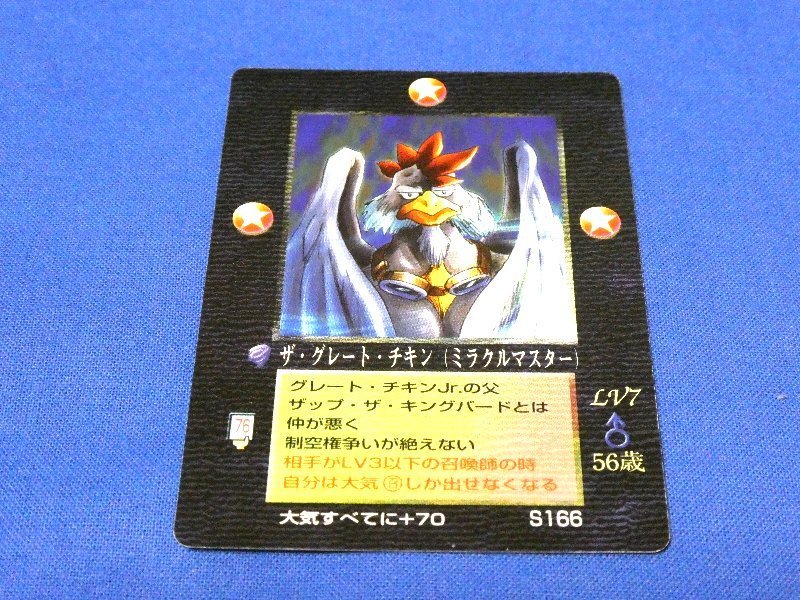 ザ・グレート・チキン(ミラクルマスター)
グレート・チキンJr.の父
ザップ・ザ・キングバードとは
仲が悪く
制空権争いが絶えない
相手がLV3以下の召喚師の時
自分は大気しか出せなくなる
76
LV7
♂
56歳
大気すべてに+70
S166